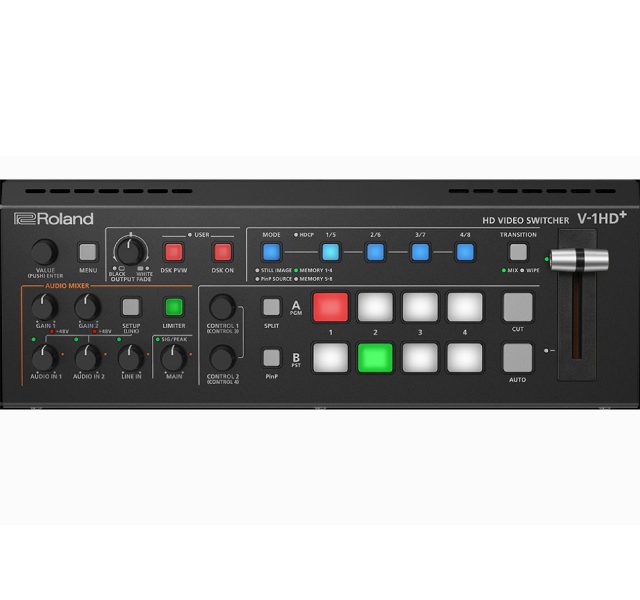 Roland
HD VIDEO SWITCHER V-1HD+
USER
MODE HDCP 1/5 2/6 3/7 4/8 TRANSITION
VALUE
(PUSH) ENTER
MENU
BLACK WHITE
OUTPUT FADE
DSK PVW
DSK ON
STILL IMAGE MEMORY 1-4
PinP SOURCE MEMORY 5-8
MIX WIPE
AUDIO MIXER
GAIN 1
GAIN 2
SETUP
(LINK)
LIMITER
+48V
+48V
SIG/PEAK
AUDIO IN 1
AUDIO IN 2
LINE IN
MAIN
CONTROL 1
(CONTROL 3)
CONTROL 2
(CONTROL 4)
SPLIT
PinP
A
PGM
1 2 3 4
B
PST
CUT
AUTO